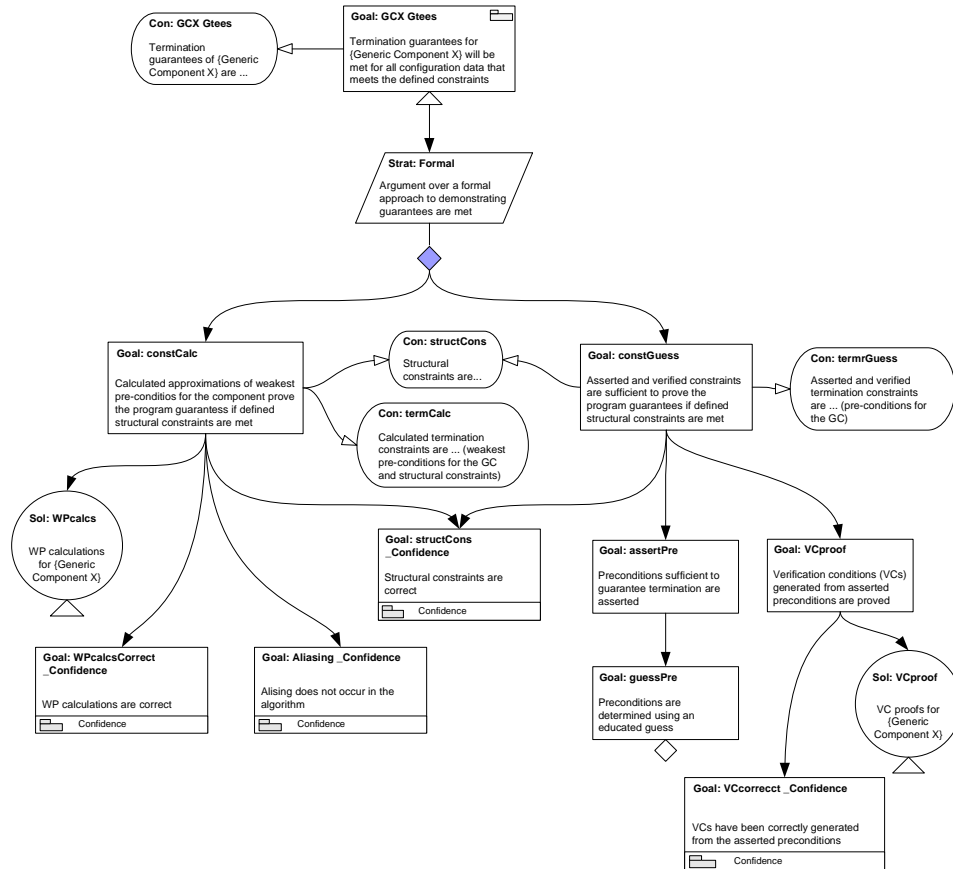 Con: GCX Gtees
Termination
guarantees of {Generic
Component X} are ...
Goal: GCX Gtees
Termination guarantees for
{Generic Component X} will be
met for all configuration data that
meets the defined constraints
Strat: Formal
Argument over a formal
approach to demonstrating
guarantees are met
Goal: constCalc
Calculated approximations of weakest
pre-conditios for the component prove
the program guarantess if defined
structural constraints are met
Con: structCons
Structural
constraints are...
Con: termCalc
Calculated termination
constraints are ... (weakest
pre-conditions for the GC
and structural constraints)
Goal: constGuess
Asserted and verified constraints
are sufficient to prove the
program guarantees if defined
structural constraints are met
Con: termrGuess
Asserted and verified
termination constraints
are ... (pre-conditions for
the GC)
Sol: WPcalcs
WP calculations
for {Generic
Component X}
Goal: structCons
_Confidence
Structural constraints are
correct
Confidence
Goal: assertPre
Preconditions sufficient to
guarantee termination are
asserted
Goal: VCproof
Verification conditions (VCs)
generated from asserted
preconditions are proved
Goal: WPcalcsCorrect
_Confidence
WP calculations are correct
Confidence
Goal: Aliasing _Confidence
Alising does not occur in the
algorithm
Confidence
Goal: guessPre
Preconditions are
determined using an
educated guess
Sol: VCproof
VC proofs for
{Generic
Component X}
Goal: VCcorrecct _Confidence
VCs have been correctly generated
from the asserted preconditions
Confidence